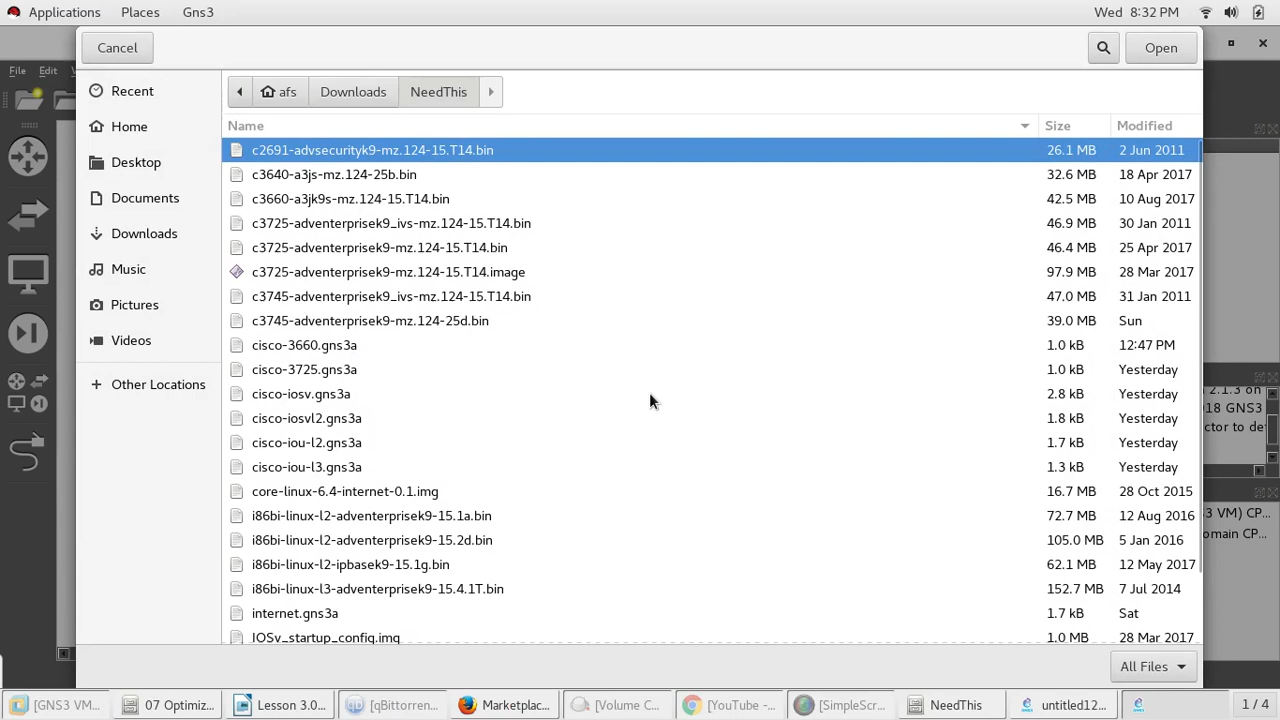 Applications Places Gns3 Wed 8:32 PM
Cancel Open
File Edit
Recent
Home
Desktop
Documents
Downloads
Music
Pictures
Videos
Other Locations
afs Downloads NeedThis
Name Size Modified
c2691-advsecurityk9-mz.124-15.T14.bin 26.1 MB 2 Jun 2011
c3640-a3js-mz.124-25b.bin 32.6 MB 18 Apr 2017
c3660-a3jk9s-mz.124-15.T14.bin 42.5 MB 10 Aug 2017
c3725-adventerprisek9_ivs-mz.124-15.T14.bin 46.9 MB 30 Jan 2011
c3725-adventerprisek9-mz.124-15.T14.bin 46.4 MB 25 Apr 2017
c3725-adventerprisek9-mz.124-15.T14.image 97.9 MB 28 Mar 2017
c3745-adventerprisek9_ivs-mz.124-15.T14.bin 47.0 MB 31 Jan 2011
c3745-adventerprisek9-mz.124-25d.bin 39.0 MB Sun
cisco-3660.gns3a 1.0 kB 12:47 PM
cisco-3725.gns3a 1.0 kB Yesterday
cisco-iosv.gns3a 2.8 kB Yesterday
cisco-iosvl2.gns3a 1.8 kB Yesterday
cisco-iou-l2.gns3a 1.7 kB Yesterday
cisco-iou-l3.gns3a 1.3 kB Yesterday
core-linux-6.4-internet-0.1.img 16.7 MB 28 Oct 2015
i86bi-linux-l2-adventerprisek9-15.1a.bin 72.7 MB 12 Aug 2016
i86bi-linux-l2-adventerprisek9-15.2d.bin 105.0 MB 5 Jan 2016
i86bi-linux-l2-ipbasek9-15.1g.bin 62.1 MB 12 May 2017
i86bi-linux-l3-adventerprisek9-15.4.1T.bin 152.7 MB 7 Jul 2014
internet.gns3a 1.7 kB Sat
IOSv_startup_config.img 1.0 MB 28 Mar 2017
2.1.3 on
018 GNS3
ctor to def
3 VM) CP...
omain CP...
All Files
[GNS3 VM... 07 Optimiz... Lesson 3.0... [qBittorren... Marketplac... [Volume C... [YouTube -... [SimpleScr... NeedThis untitled12... 1 / 4